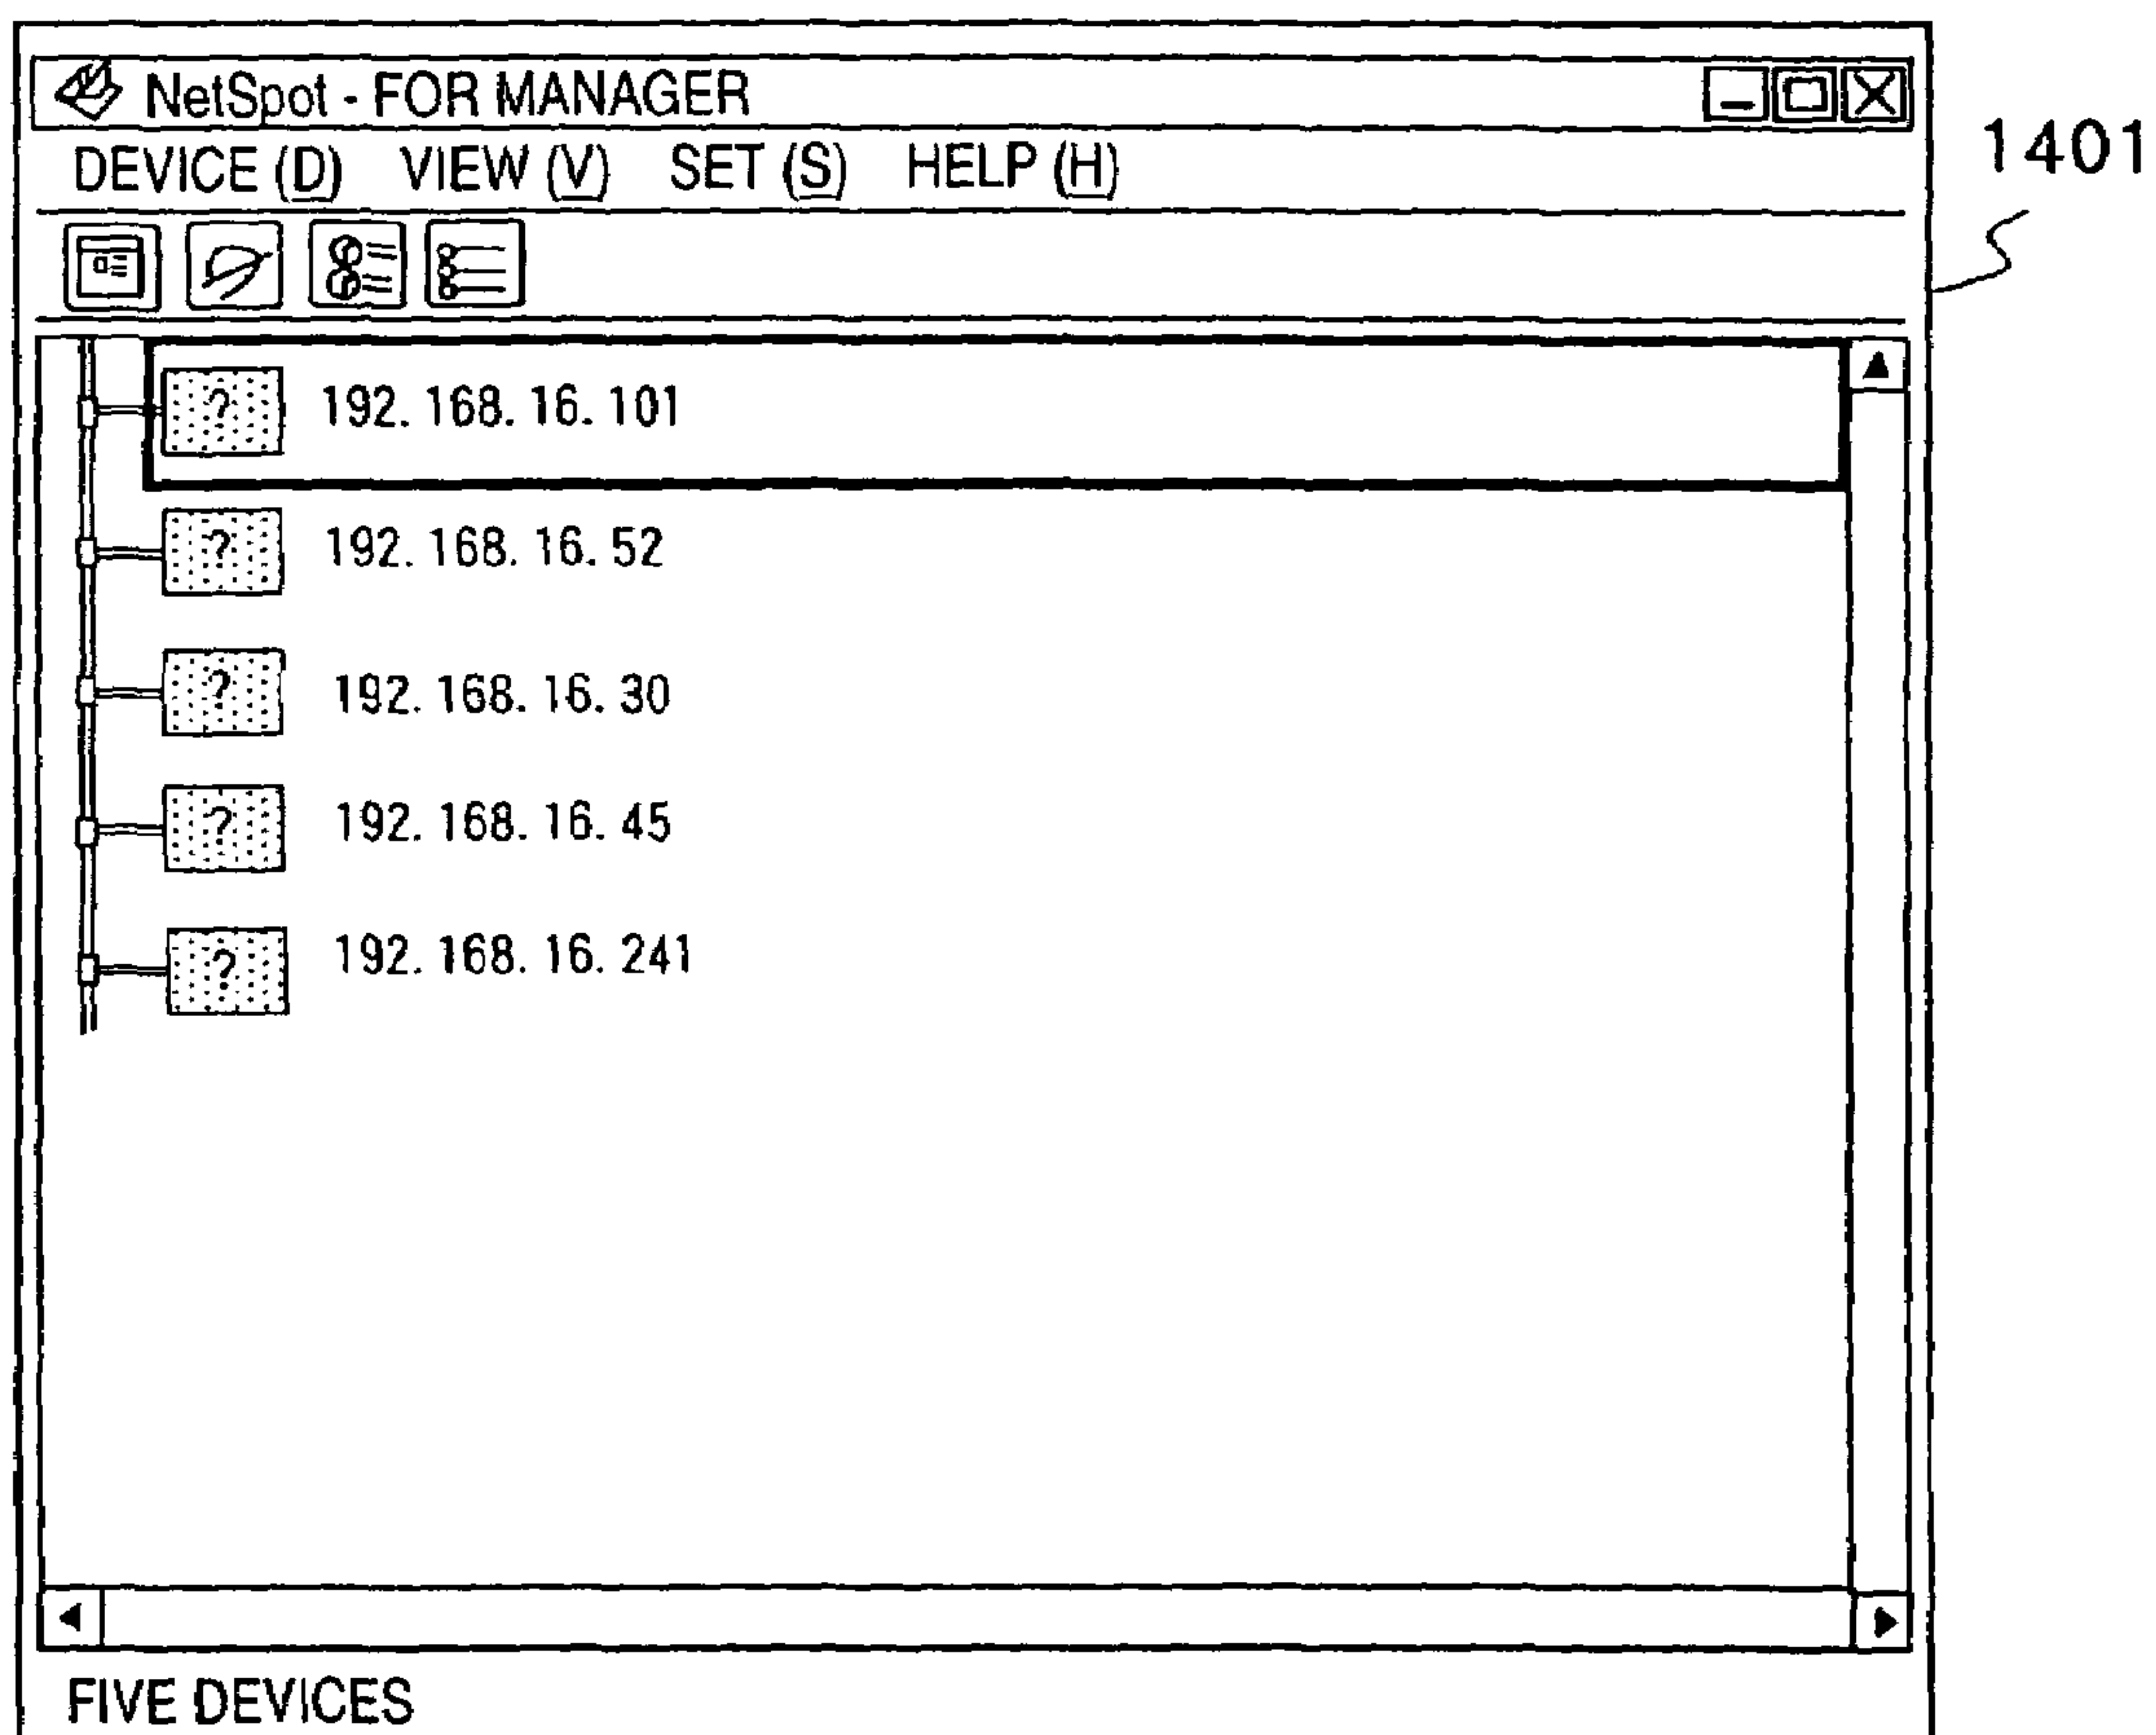 NetSpot - FOR MANAGER
1401
DEVICE (D) VIEW (V) SET (S) HELP (H)
? 192. 168. 16. 101
? 192. 168. 16. 52
? 192. 168. 16. 30
? 192. 168. 16. 45
? 192. 168. 16. 241
FIVE DEVICES